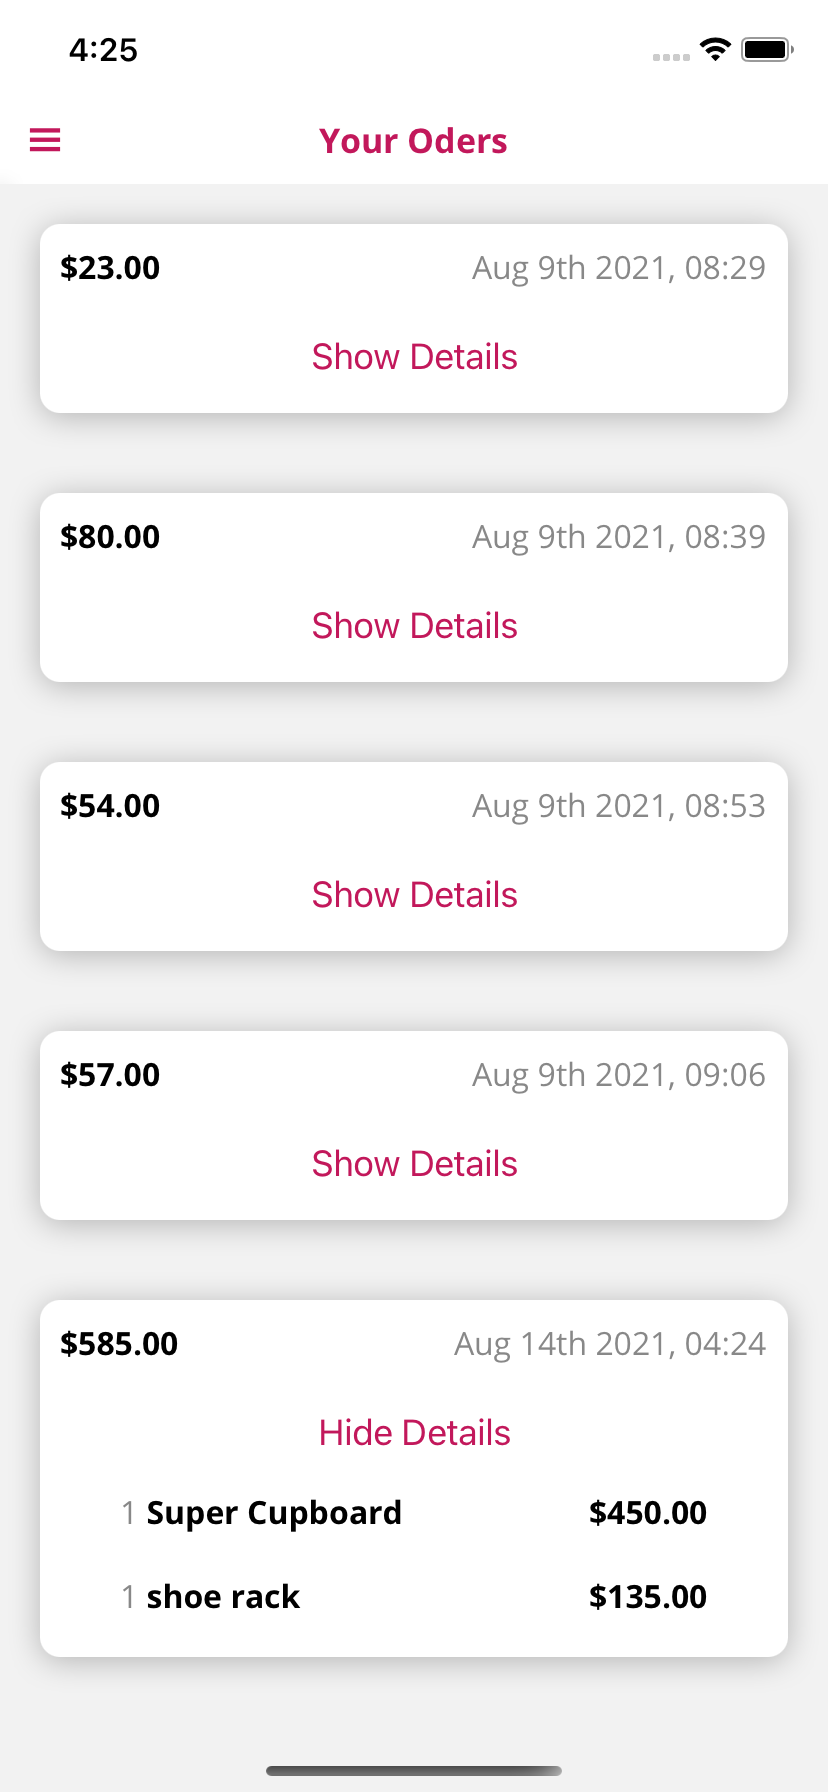 4:25
Your Oders
$23.00 Aug 9th 2021, 08:29
Show Details
$80.00 Aug 9th 2021, 08:39
Show Details
$54.00 Aug 9th 2021, 08:53
Show Details
$57.00 Aug 9th 2021, 09:06
Show Details
$585.00 Aug 14th 2021, 04:24
Hide Details
1 Super Cupboard $450.00
1 shoe rack $135.00